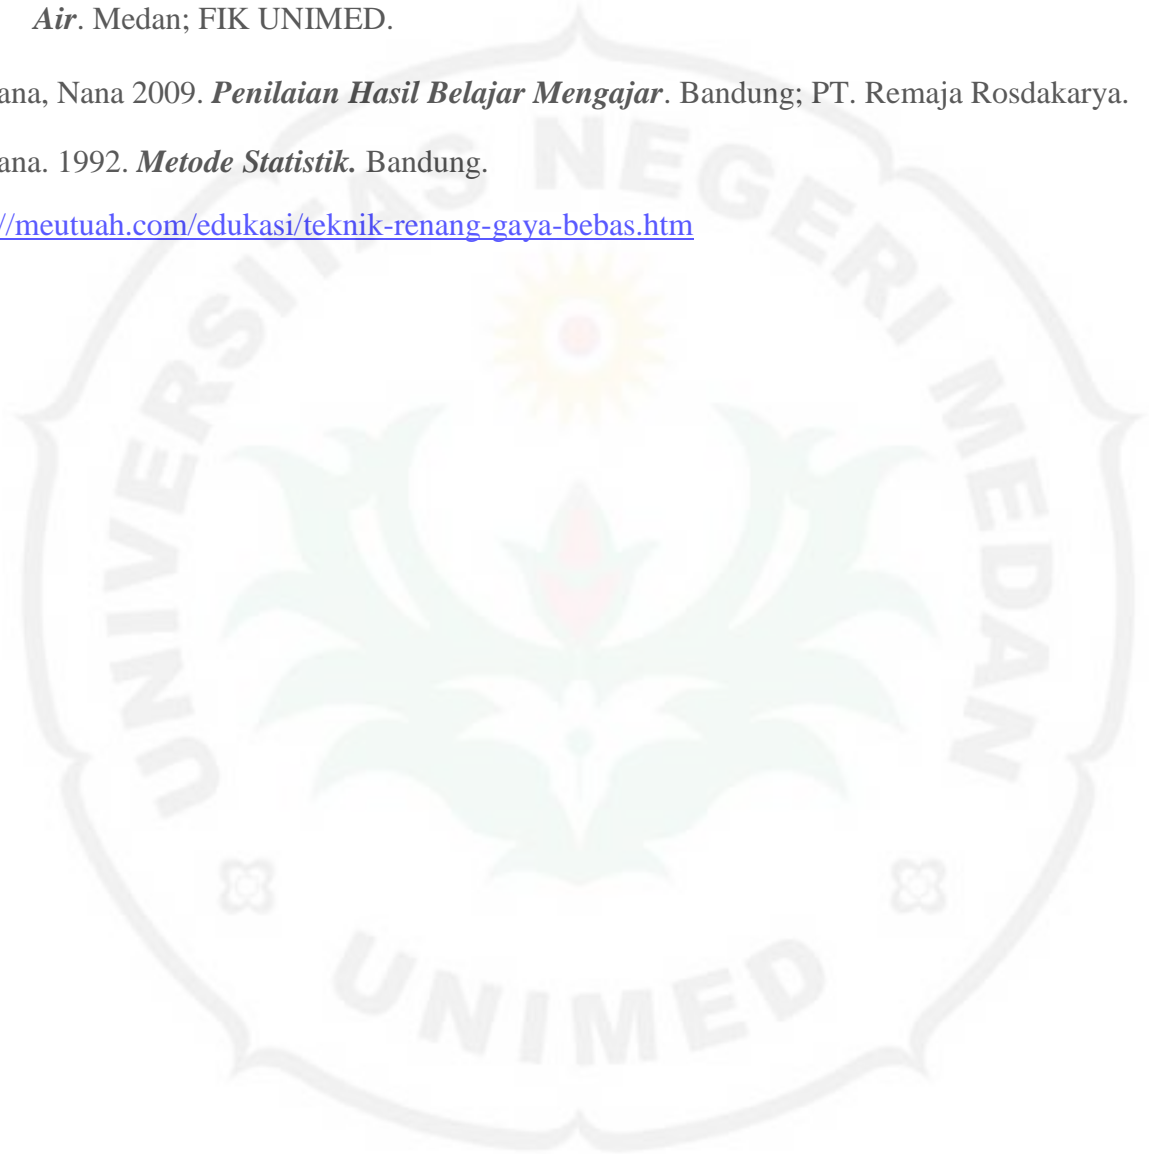 Air. Medan; FIK UNIMED.
ana, Nana 2009. Penilaian Hasil Belajar Mengajar. Bandung; PT. Remaja Rosdakarya.
ana. 1992. Metode Statistik. Bandung.
//meutuah.com/edukasi/teknik-renang-gaya-bebas.htm
UNIVERSITAS NEGERI MEDAN
UNIMED